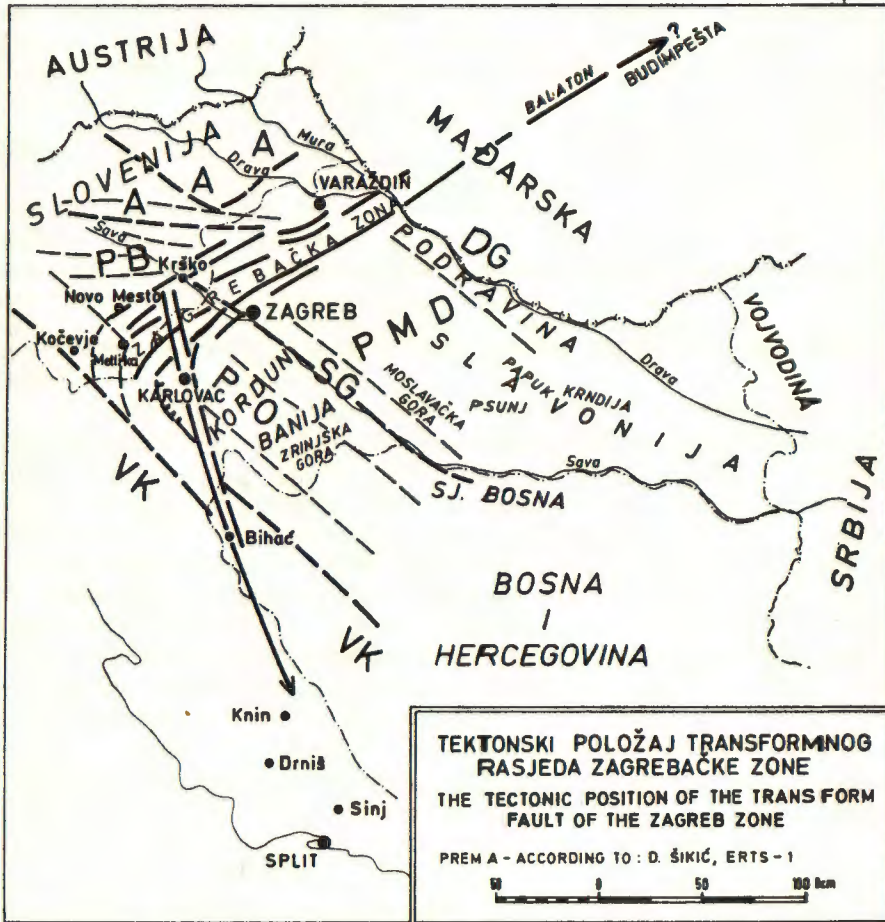 AUSTRIJA
?
BUDIMPEŠTA
BALATON
MAĐARSKA
SLOVENIJA
A
A
A
A
Mura
Drava
VARAŽDIN
Sava
PB
Krško
ZAGREBAČKA ZONA
PODRAVINA
DG
Novo Mesto
ZAGREB
Kočevje
Metlika
KARLOVAC
PMD
SLAVONIJA
VOJVODINA
Drava
PAPUK KRNDIJA
PSUNJ
MOSLAVAČKA
GORA
SG
KORDUN
PO
BANIJA
ZRINJSKA
GORA
VK
Sava
SJ. BOSNA
SRBIJA
Bihać
BOSNA
I
HERCEGOVINA
VK
Knin
Drniš
Sinj
SPLIT
TEKTONSKI POLOŽAJ TRANSFORMNOG
RASJEDA ZAGREBAČKE ZONE
THE TECTONIC POSITION OF THE TRANSFORM
FAULT OF THE ZAGREB ZONE
PREMA - ACCORDING TO : D. ŠIKIĆ, ERTS - 1
50 0 50 100km